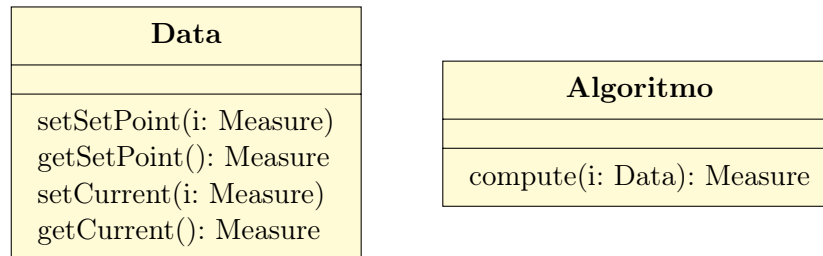 Data
setSetPoint(i: Measure)
getSetPoint(): Measure
setCurrent(i: Measure)
getCurrent(): Measure
Algoritmo
compute(i: Data): Measure